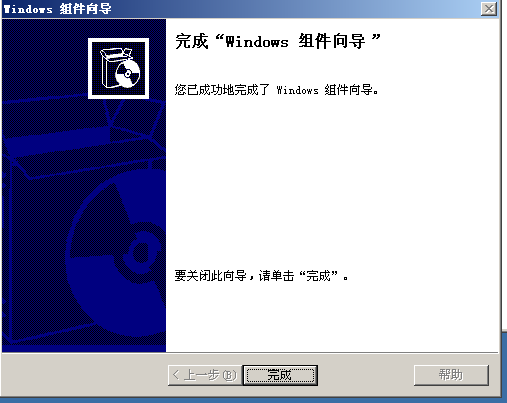 Windows 组件向导
完成“Windows 组件向导 ”
您已成功地完成了 Windows 组件向导。
要关闭此向导，请单击“完成”。
< 上一步(B)
完成
帮助